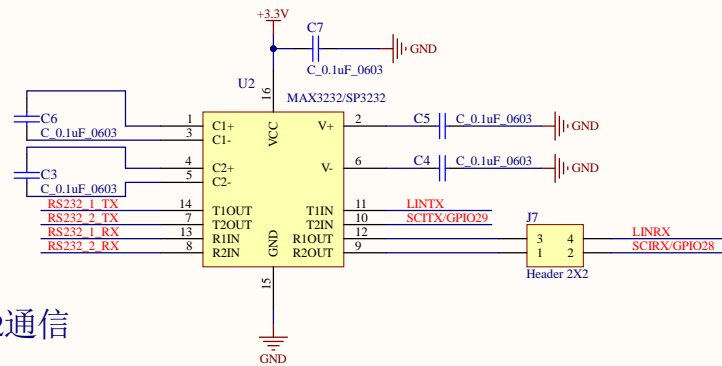 +3.3V
C7
GND
C_0.1uF_0603
U2
MAX3232/SP3232
16
C6
C_0.1uF_0603
1
3
C1+
C1-
VCC
V+
2
C5
C_0.1uF_0603
GND
C3
C_0.1uF_0603
4
5
C2+
C2-
V-
6
C4
C_0.1uF_0603
GND
RS232_1_TX
14
T1OUT
T1IN
11
LINTX
RS232_2_TX
7
T2OUT
T2IN
10
SCITX/GPIO29
RS232_1_RX
13
R1IN
R1OUT
12
RS232_2_RX
8
R2IN
GND
R2OUT
9
J7
3 4
1 2
Header 2X2
LINRX
SCIRX/GPIO28
15
GND
通信